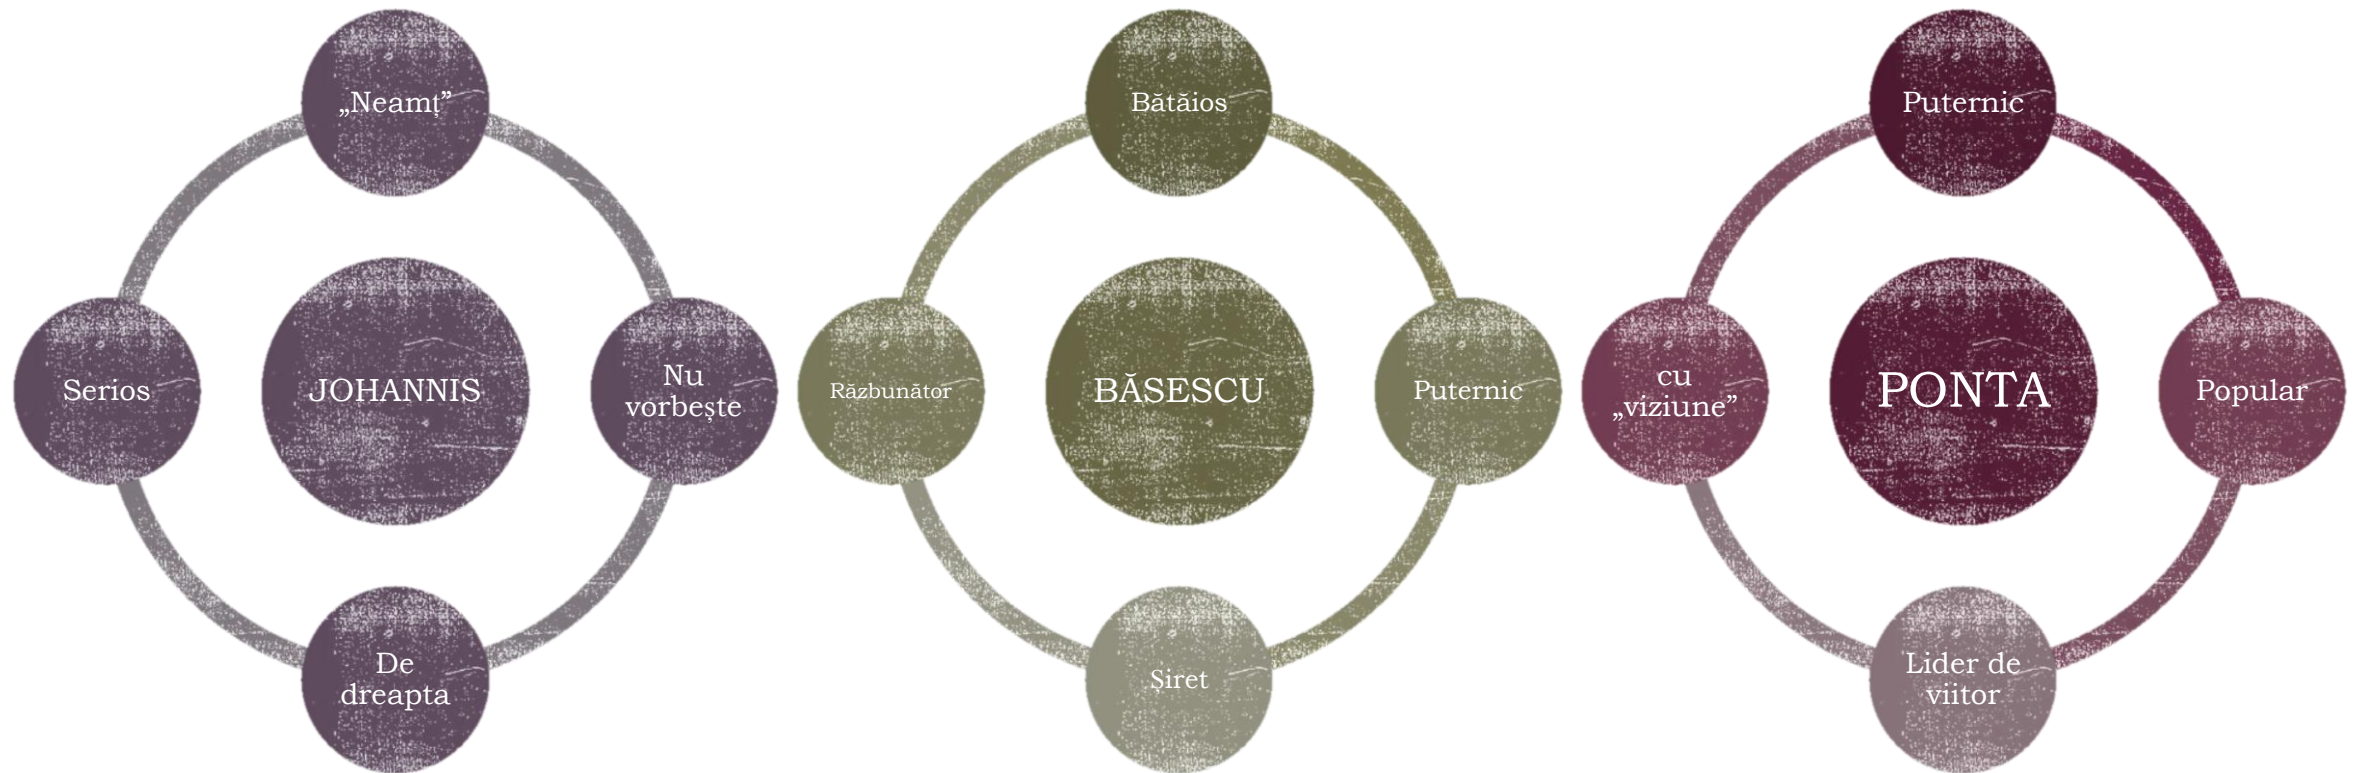 „Neamț”
Serios
JOHANNIS
Nu
vorbește
De
dreapta
Bătăios
Răzbunător
BĂSESCU
Puternic
Șiret
Puternic
cu
„viziune”
PONTA
Popular
Lider de
viitor